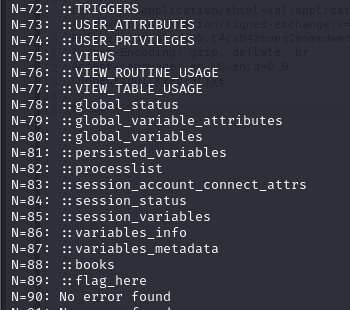 N=72: ::TRIGGERS
N=73: ::USER_ATTRIBUTES
N=74: ::USER_PRIVILEGES
N=75: ::VIEWS
N=76: ::VIEW_ROUTINE_USAGE
N=77: ::VIEW_TABLE_USAGE
N=78: ::global_status
N=79: ::global_variable_attributes
N=80: ::global_variables
N=81: ::persisted_variables
N=82: ::processlist
N=83: ::session_account_connect_attrs
N=84: ::session_status
N=85: ::session_variables
N=86: ::variables_info
N=87: ::variables_metadata
N=88: ::books
N=89: ::flag_here
N=90: No error found